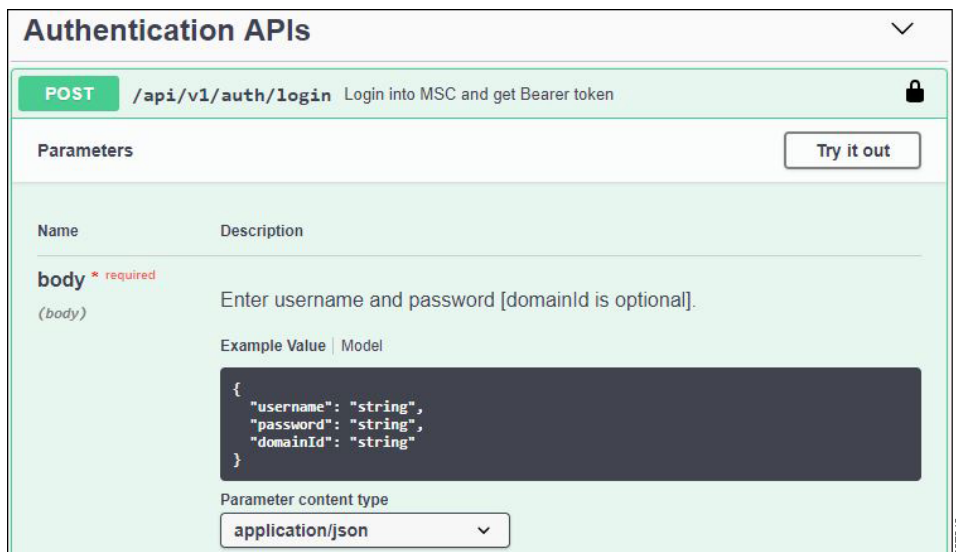 Authentication APIs
POST /api/v1/auth/login Login into MSC and get Bearer token
Parameters
Try it out
Name Description
body * required
(body)
Enter username and password [domainId is optional].
Example Value | Model
{
"username": "string",
"password": "string",
"domainId": "string"
}
Parameter content type
application/json